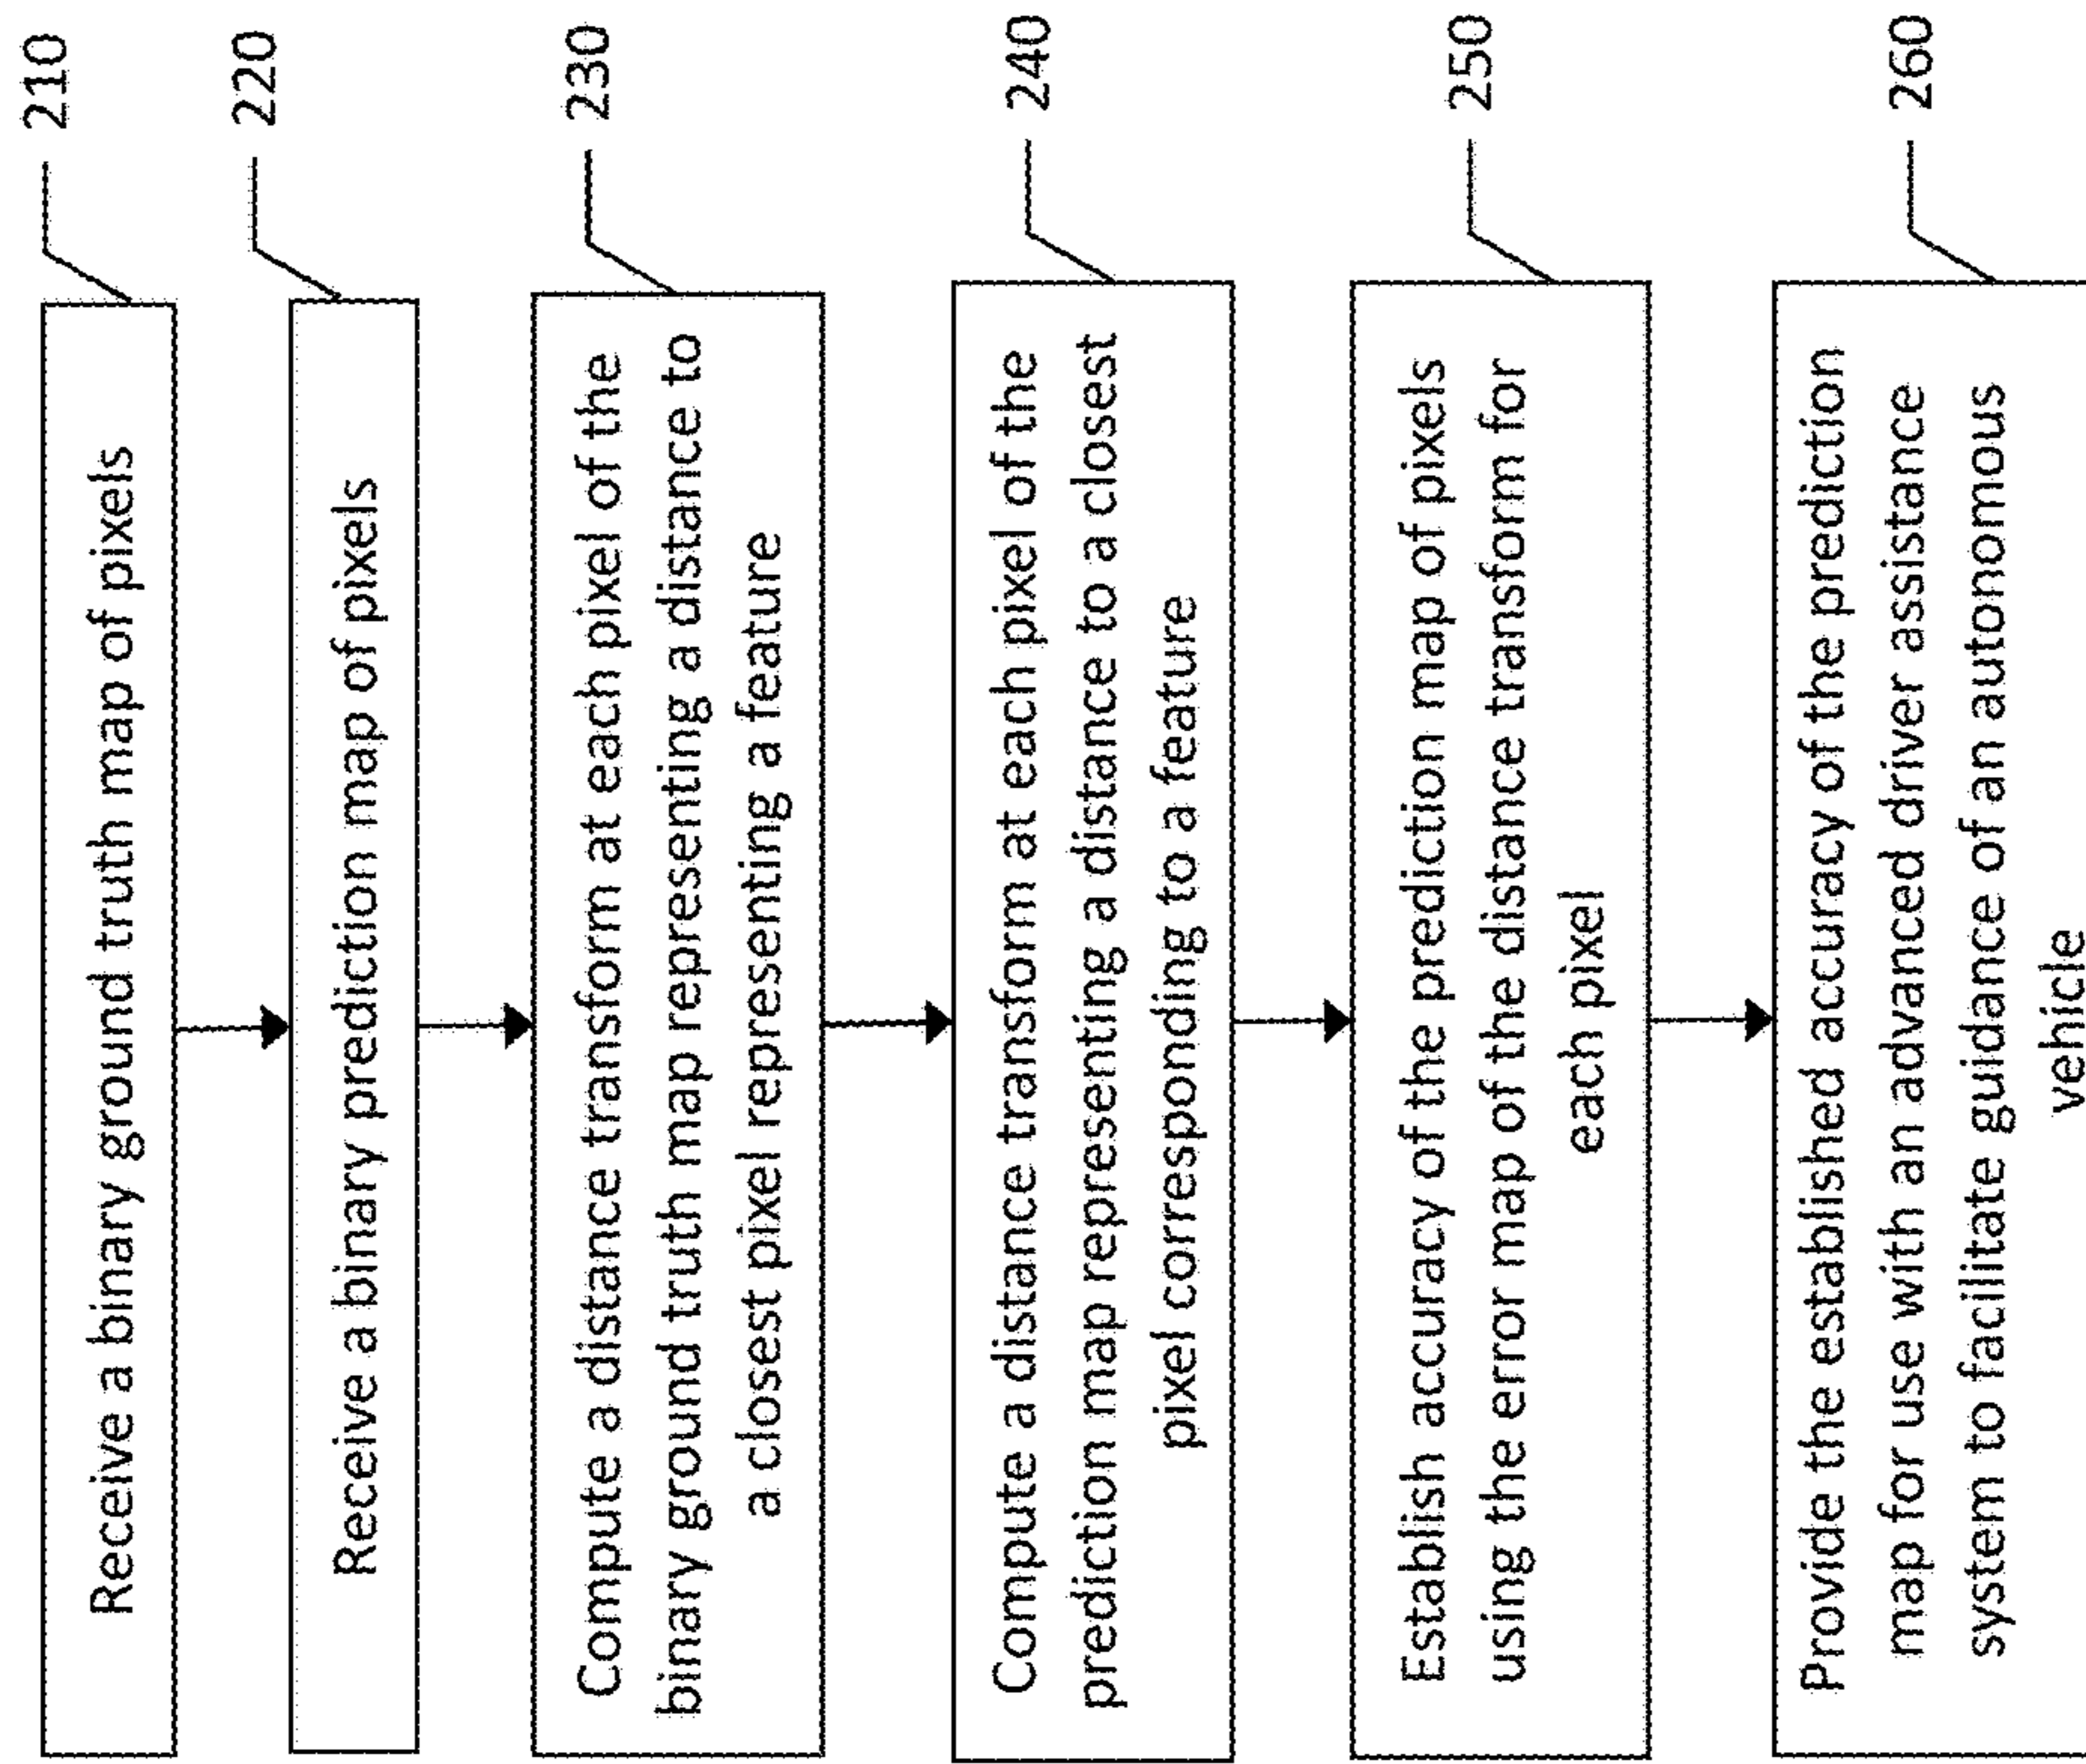 210
Receive a binary ground truth map of pixels
220
Receive a binary prediction map of pixels
230
Compute a distance transform at each pixel of the
binary ground truth map representing a distance to
a closest pixel representing a feature
240
Compute a distance transform at each pixel of the
prediction map representing a distance to a closest
pixel corresponding to a feature
250
Establish accuracy of the prediction map of pixels
using the error map of the distance transform for
each pixel
260
Provide the established accuracy of the prediction
map for use with an advanced driver assistance
system to facilitate guidance of an autonomous
vehicle